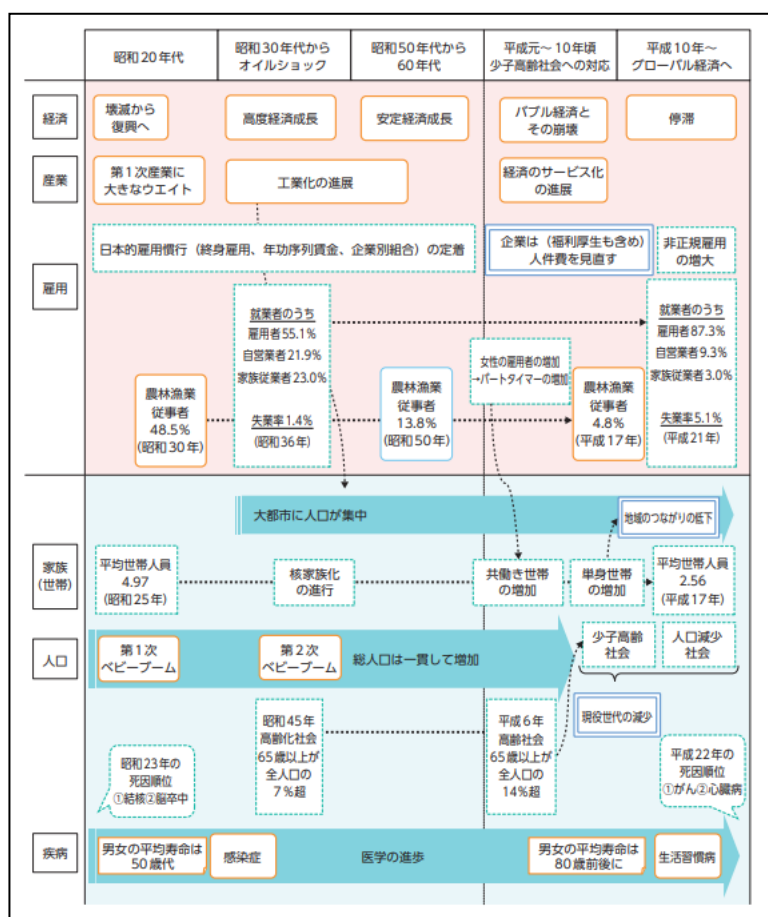 昭和20年代
昭和30年代から
オイルショック
昭和50年代から
60年代
平成元～10年頃
少子高齢社会への対応
平成10年～
グローバル経済へ
経済
壊滅から
復興へ
高度経済成長
安定経済成長
バブル経済と
その崩壊
停滞
産業
第1次産業に
大きなウエイト
工業化の進展
経済のサービス化
の進展
雇用
日本的雇用慣行（終身雇用、年功序列賃金、企業別組合）の定着
企業は（福利厚生も含め）
人件費を見直す
非正規雇用
の増大
就業者のうち
雇用者55.1%
自営業者21.9%
家族従業者23.0%
失業率1.4%
(昭和36年)
就業者のうち
雇用者87.3%
自営業者9.3%
家族従業者3.0%
失業率5.1%
(平成21年)
女性の雇用者の増加
→パートタイマーの増加
農林漁業
従事者
48.5%
(昭和30年)
農林漁業
従事者
13.8%
(昭和50年)
農林漁業
従事者
4.8%
(平成17年)
大都市に人口が集中
地域のつながりの低下
家族
(世帯)
平均世帯人員
4.97
(昭和25年)
核家族化
の進行
共働き世帯
の増加
単身世帯
の増加
平均世帯人員
2.56
(平成17年)
人口
第1次
ベビーブーム
第2次
ベビーブーム
総人口は一貫して増加
少子高齢
社会
人口減少
社会
現役世代の減少
昭和45年
高齢化社会
65歳以上が
全人口の
7%超
平成6年
高齢社会
65歳以上が
全人口の
14%超
昭和23年の
死因順位
①結核②脳卒中
平成22年の
死因順位
①がん②心臓病
疾病
男女の平均寿命は
50歳代
感染症
医学の進歩
男女の平均寿命は
80歳前後に
生活習慣病